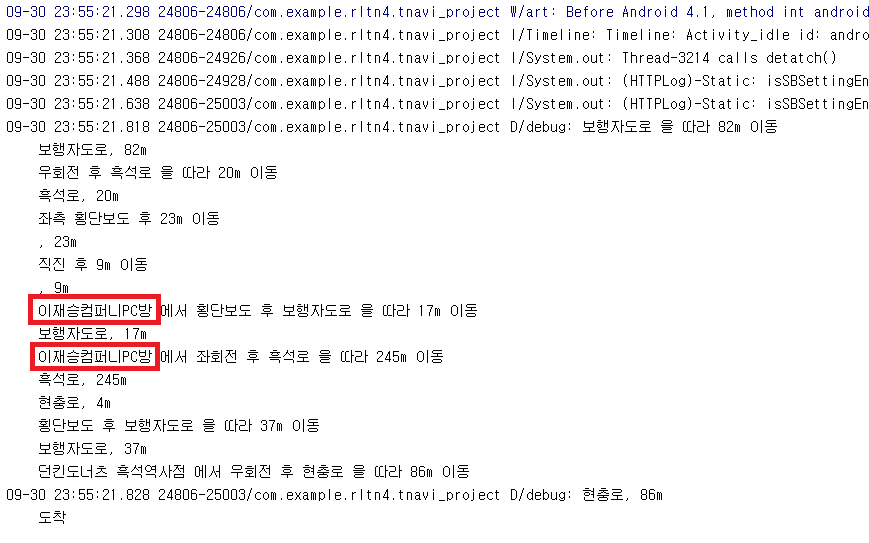 09-30 23:55:21.298 24806-24806/com.example.rltn4.tnavi_project W/art: Before Android 4.1, method int android
09-30 23:55:21.308 24806-24806/com.example.rltn4.tnavi_project I/Timeline: Timeline: Activity_idle id: andro
09-30 23:55:21.368 24806-24926/com.example.rltn4.tnavi_project I/System.out: Thread-3214 calls detatch()
09-30 23:55:21.488 24806-24928/com.example.rltn4.tnavi_project I/System.out: (HTTPLog)-Static: isSBSettingEn
09-30 23:55:21.638 24806-25003/com.example.rltn4.tnavi_project I/System.out: (HTTPLog)-Static: isSBSettingEn
09-30 23:55:21.818 24806-25003/com.example.rltn4.tnavi_project D/debug: 보행자도로 을 따라 82m 이동
보행자도로, 82m
우회전 후 흑석로 을 따라 20m 이동
흑석로, 20m
좌측 횡단보도 후 23m 이동
, 23m
직진 후 9m 이동
, 9m
이재승컴퍼니PC방 에서 횡단보도 후 보행자도로 을 따라 17m 이동
보행자도로, 17m
이재승컴퍼니PC방 에서 좌회전 후 흑석로 을 따라 245m 이동
흑석로, 245m
현충로, 4m
횡단보도 후 보행자도로 을 따라 37m 이동
보행자도로, 37m
던킨도너츠 흑석역사점 에서 우회전 후 현충로 을 따라 86m 이동
09-30 23:55:21.828 24806-25003/com.example.rltn4.tnavi_project D/debug: 현충로, 86m
도착